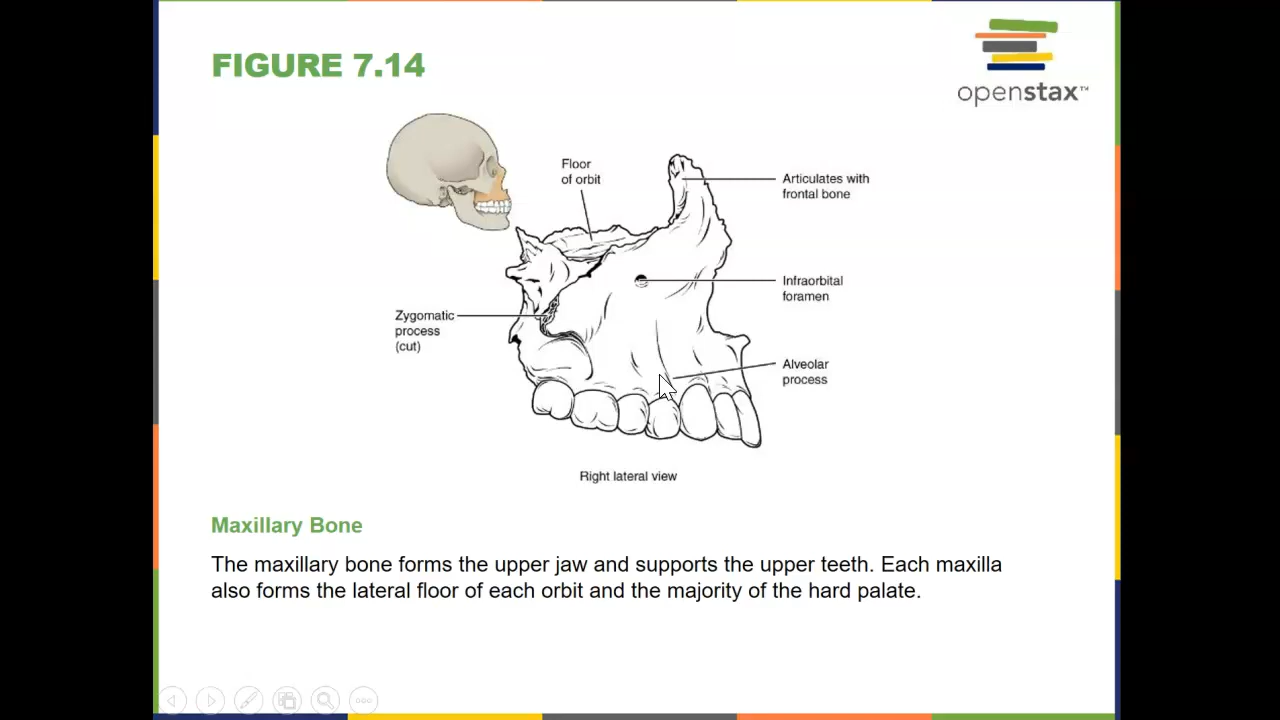 FIGURE 7.14
openstax™
Floor
of orbit
Articulates with
frontal bone
Infraorbital
foramen
Zygomatic
process
(cut)
Alveolar
process
Right lateral view
Maxillary Bone
The maxillary bone forms the upper jaw and supports the upper teeth. Each maxilla
also forms the lateral floor of each orbit and the majority of the hard palate.